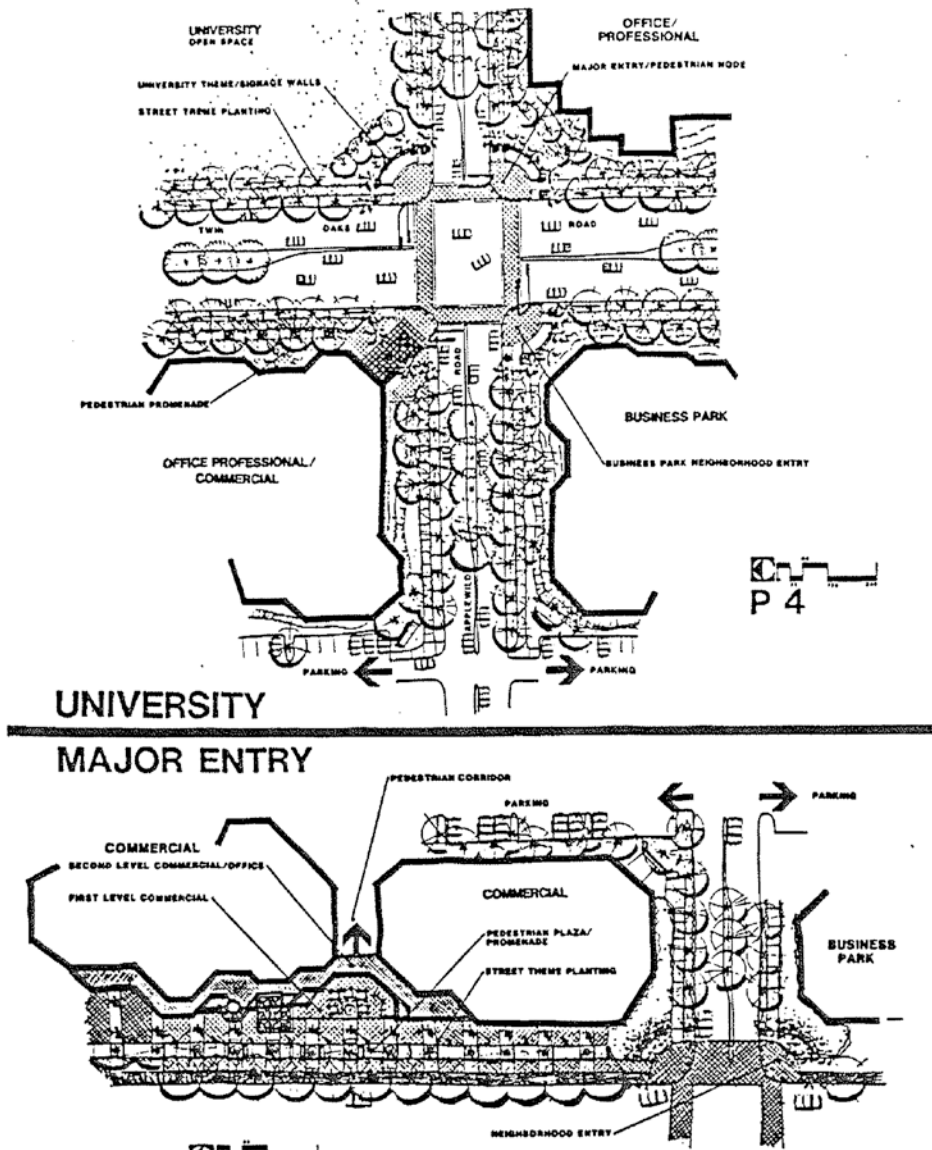 UNIVERSITY
OPEN SPACE
OFFICE/
PROFESSIONAL
UNIVERSITY THEME/SIGNAGE WALLS
MAJOR ENTRY/PEDESTRIAN NODE
STREET THEME PLANTING
TWIN OAKS ROAD
ROAD
PEDESTRIAN PROMENADE
BUSINESS PARK
OFFICE PROFESSIONAL/
COMMERCIAL
BUSINESS PARK NEIGHBORHOOD ENTRY
P 4
APPLEWILD
PARKING
PARKING
UNIVERSITY
MAJOR ENTRY
PEDESTRIAN CORRIDOR
PARKING
PARKING
COMMERCIAL
SECOND LEVEL COMMERCIAL/OFFICE
FIRST LEVEL COMMERCIAL
COMMERCIAL
PEDESTRIAN PLAZA/
PROMENADE
STREET THEME PLANTING
BUSINESS
PARK
NEIGHBORHOOD ENTRY